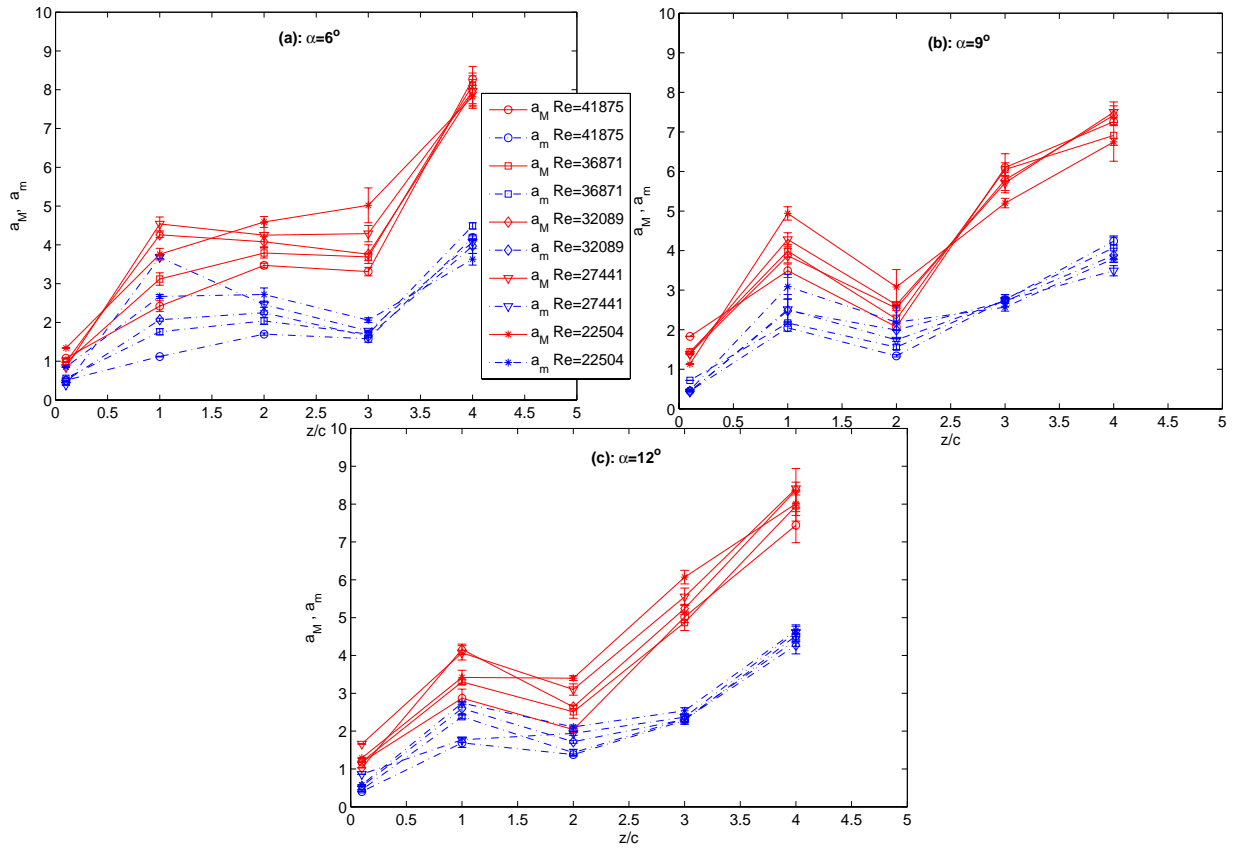 (a): α=6°
10
9
8
7
6
5
4
3
2
1
0
a_M, a_m
0 0.5 1 1.5 2 2.5 3 3.5 4 4.5 5
z/c
a_M Re=41875
a_m Re=41875
a_M Re=36871
a_m Re=36871
a_M Re=32089
a_m Re=32089
a_M Re=27441
a_m Re=27441
a_M Re=22504
a_m Re=22504
(b): α=9°
10
9
8
7
6
5
4
3
2
1
0
a_M , a_m
0 0.5 1 1.5 2 2.5 3 3.5 4 4.5 5
z/c
(c): α=12°
10
9
8
7
6
5
4
3
2
1
0
a_M , a_m
0 0.5 1 1.5 2 2.5 3 3.5 4 4.5 5
z/c